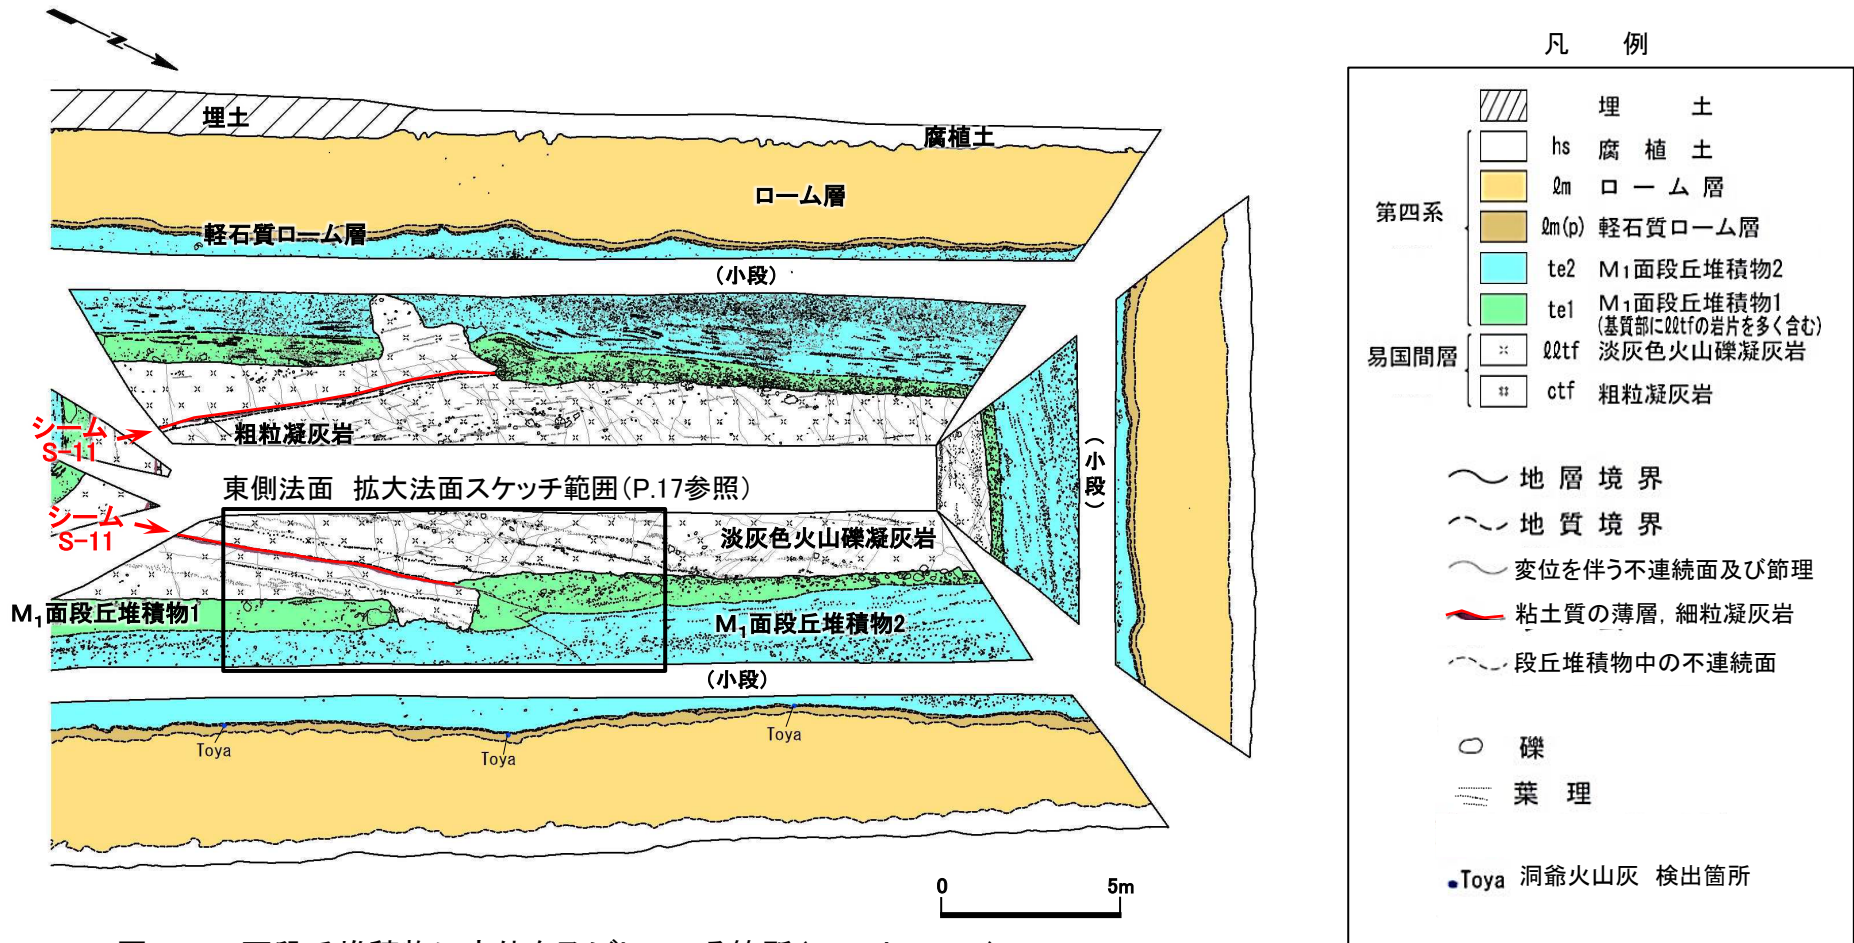 N
埋土
腐植土
ローム層
軽石質ローム層
(小段)
シーム
S-11
粗粒凝灰岩
東側法面 拡大法面スケッチ範囲(P.17参照)
シーム
S-11
淡灰色火山礫凝灰岩
M₁面段丘堆積物1
M₁面段丘堆積物2
(小段)
(小段)
Toya
Toya
Toya
0 5m
凡 例
埋 土
第四系
hs 腐 植 土
ℓm ロ ー ム 層
ℓm(p) 軽石質ローム層
te2 M₁面段丘堆積物2
te1 M₁面段丘堆積物1
(基質部にℓℓtfの岩片を多く含む)
易国間層
ℓℓtf 淡灰色火山礫凝灰岩
ctf 粗粒凝灰岩
地 層 境 界
地 質 境 界
変位を伴う不連続面及び節理
粘土質の薄層, 細粒凝灰岩
段丘堆積物中の不連続面
礫
葉 理
Toya 洞爺火山灰 検出箇所